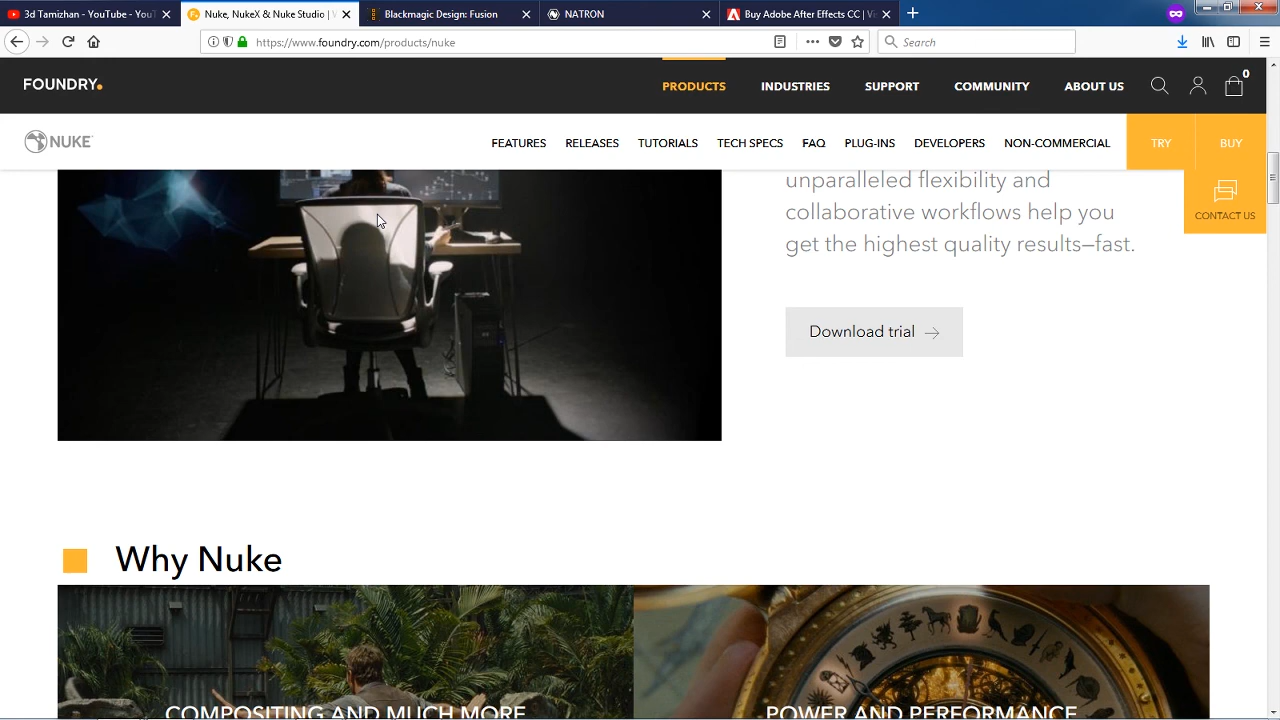 3d Tamizhan - YouTube - YouT
Nuke, NukeX & Nuke Studio | V
Blackmagic Design: Fusion
NATRON
Buy Adobe After Effects CC | Vi
https://www.foundry.com/products/nuke
Search
FOUNDRY.
PRODUCTS
INDUSTRIES
SUPPORT
COMMUNITY
ABOUT US
0
NUKE
FEATURES
RELEASES
TUTORIALS
TECH SPECS
FAQ
PLUG-INS
DEVELOPERS
NON-COMMERCIAL
TRY
BUY
CONTACT US
unparalleled flexibility and
collaborative workflows help you
get the highest quality results—fast.
Download trial
Why Nuke
COMPOSITING AND MUCH MORE
POWER AND PERFORMANCE